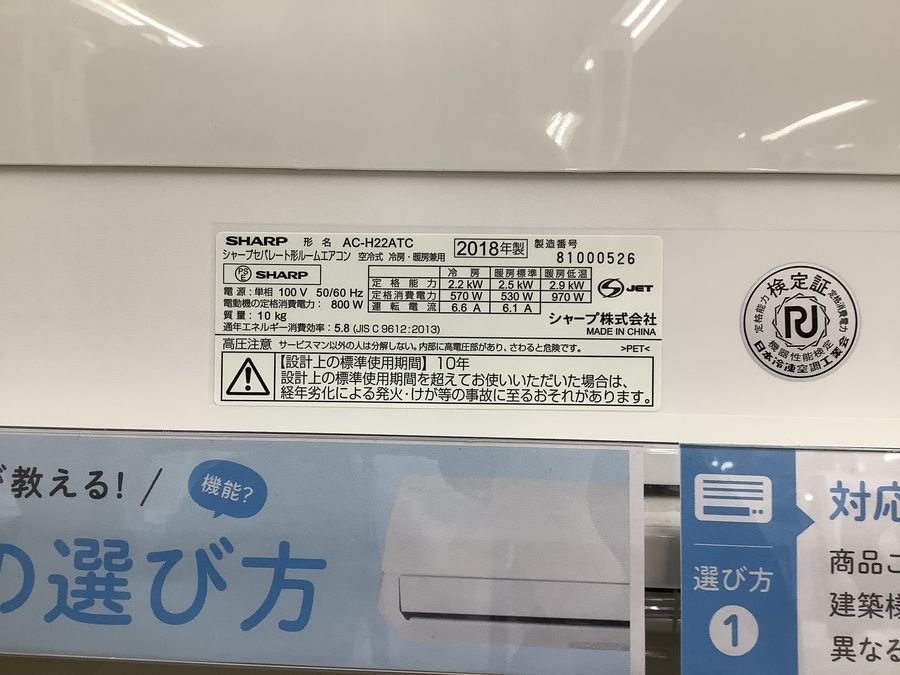 SHARP 形名 AC-H22ATC 2018年製 製造番号 81000526
シャープセパレート形ルームエアコン 空冷式 冷房・暖房兼用
PSE SHARP
電源:単相 100 V 50/60 Hz
電動機の定格消費電力: 800 W
質量:10kg
通年エネルギー消費効率:5.8 (JIS C 9612:2013)
冷房 暖房標準 暖房低温
定格能力 2.2 kW 2.5 kW 2.9 kW
定格消費電力 570 W 530 W 970 W
運転電流 6.6 A 6.1 A
S JET
シャープ株式会社
MADE IN CHINA
高圧注意 サービスマン以外の人は分解しない。内部に高電圧部があり、さわると危険です。 >PET<
【設計上の標準使用期間】10年
設計上の標準使用期間を超えてお使いいただいた場合は、
経年劣化による発火・けが等の事故に至るおそれがあります。
検定証
定格能力
定格消費電力
機器性能検定
日本冷凍空調工業会
教える! /
機能?
の選び方
選び方
1
対応
商品
建築様
異なる